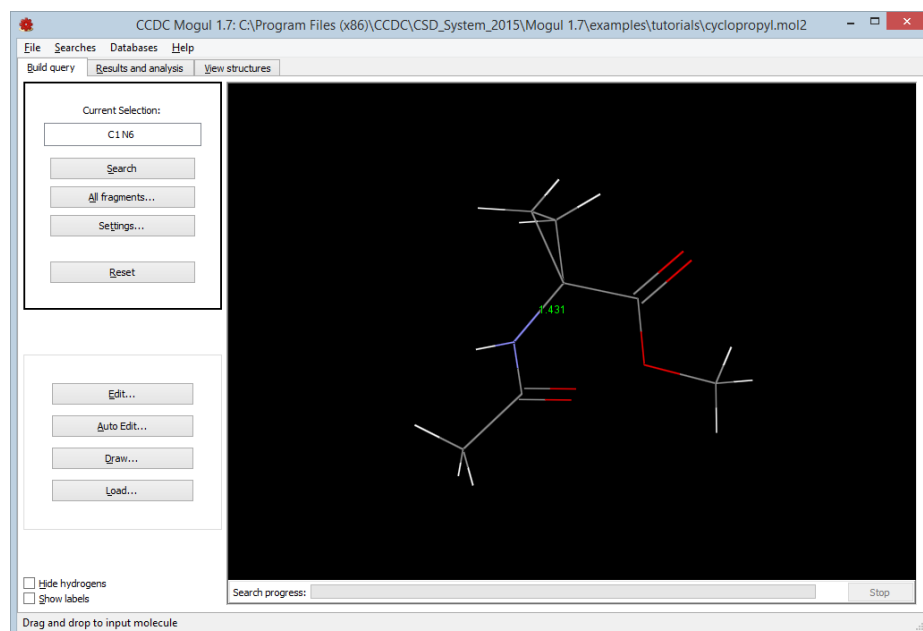 CCDC Mogul 1.7: C:\Program Files (x86)\CCDC\CSD_System_2015\Mogul 1.7\examples\tutorials\cyclopropyl.mol2
File Searches Databases Help
Build query Results and analysis View structures
Current Selection:
C1 N6
Search
All fragments...
Settings...
Reset
1.431
Edit...
Auto Edit...
Draw...
Load...
Hide hydrogens
Show labels
Search progress:
Stop
Drag and drop to input molecule